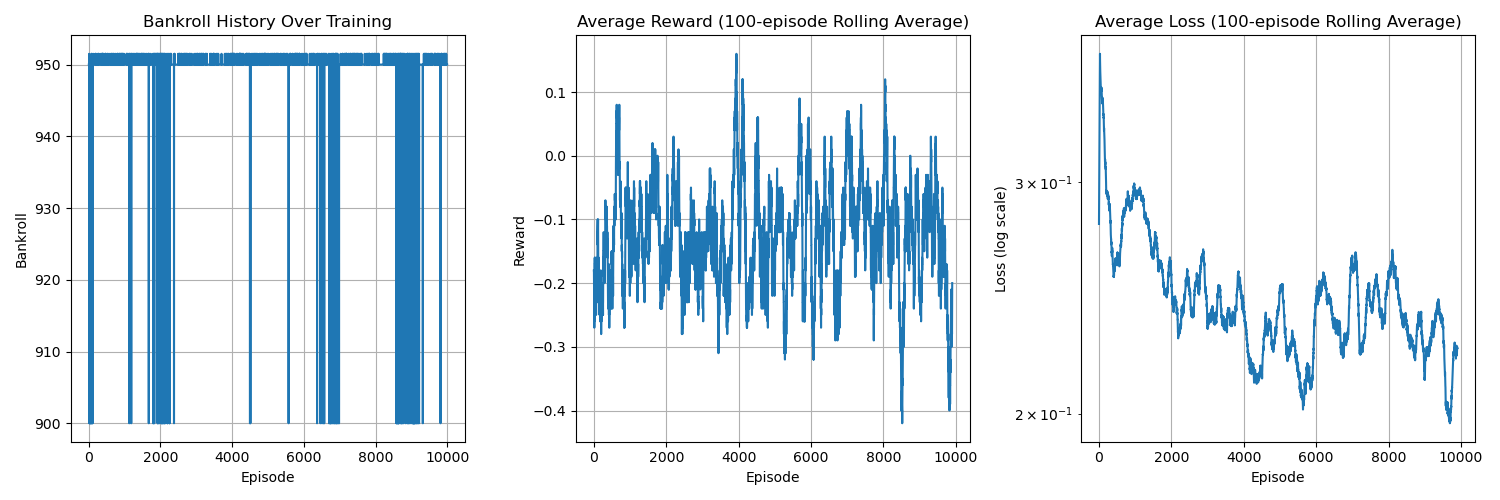 Bankroll History Over Training
950
940
930
920
910
900
Bankroll
0 2000 4000 6000 8000 10000
Episode
Average Reward (100-episode Rolling Average)
0.1
0.0
−0.1
−0.2
−0.3
−0.4
Reward
0 2000 4000 6000 8000 10000
Episode
Average Loss (100-episode Rolling Average)
3 × 10⁻¹
2 × 10⁻¹
Loss (log scale)
0 2000 4000 6000 8000 10000
Episode